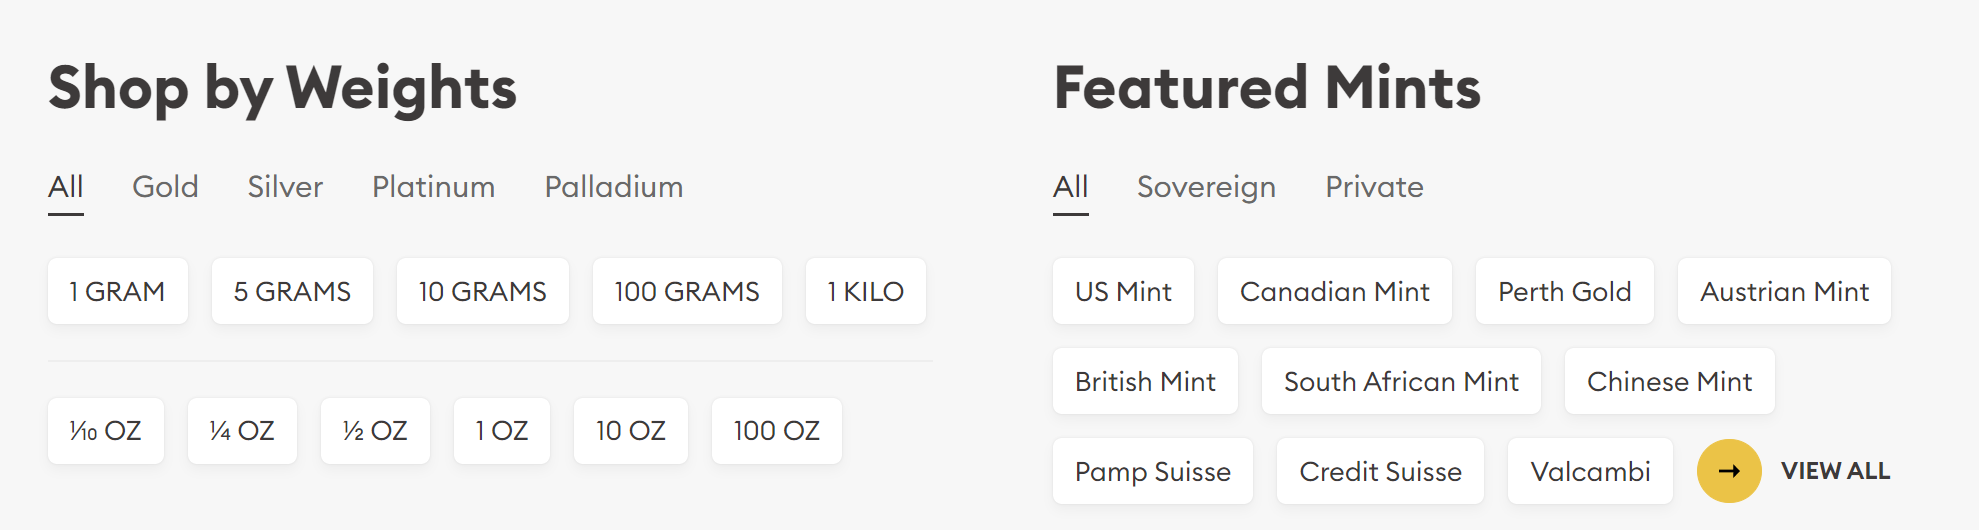 Shop by Weights
All Gold Silver Platinum Palladium
1 GRAM 5 GRAMS 10 GRAMS 100 GRAMS 1 KILO
⅒ OZ ¼ OZ ½ OZ 1 OZ 10 OZ 100 OZ
Featured Mints
All Sovereign Private
US Mint Canadian Mint Perth Gold Austrian Mint
British Mint South African Mint Chinese Mint
Pamp Suisse Credit Suisse Valcambi → VIEW ALL